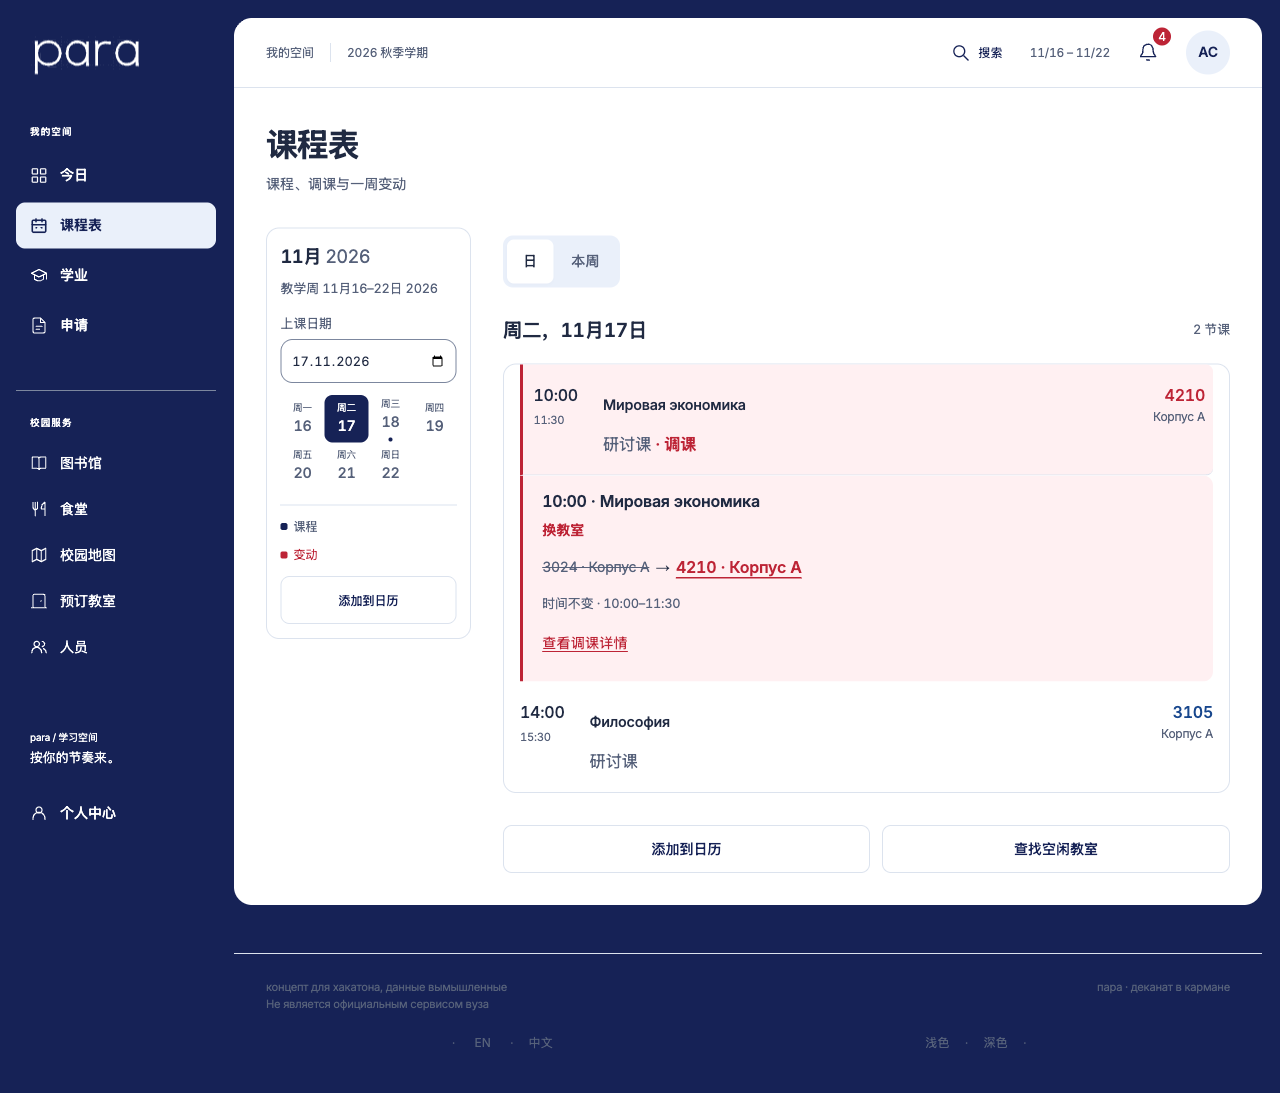 para
我的空间
今日
课程表
学业
申请
校园服务
图书馆
食堂
校园地图
预订教室
人员
para / 学习空间
按你的节奏来。
个人中心
我的空间
2026 秋季学期
搜索
11/16 – 11/22
4
AC
课程表
课程、调课与一周变动
11月 2026
教学周 11月16–22日 2026
上课日期
17.11.2026
周一 周二 周三 周四
16 17 18 19
周五 周六 周日
20 21 22
课程
变动
添加到日历
日 本周
周二，11月17日
2 节课
10:00
11:30
Мировая экономика
研讨课 · 调课
4210
Корпус А
10:00 · Мировая экономика
换教室
3024 · Корпус А → 4210 · Корпус А
时间不变 · 10:00–11:30
查看调课详情
14:00
15:30
Философия
研讨课
3105
Корпус А
添加到日历
查找空闲教室
концепт для хакатона, данные вымышленные
Не является официальным сервисом вуза
пара · деканат в кармане
· EN · 中文
浅色 · 深色 ·